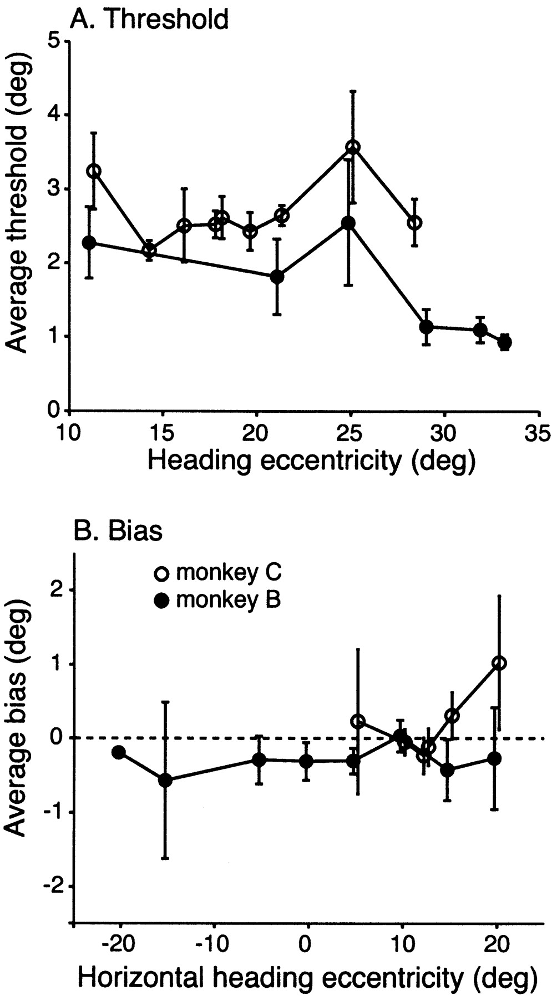 A. Threshold
5
4
3
2
1
0
Average threshold (deg)
10 15 20 25 30 35
Heading eccentricity (deg)
B. Bias
monkey C
monkey B
2
1
0
-1
-2
Average bias (deg)
-20 -10 0 10 20
Horizontal heading eccentricity (deg)